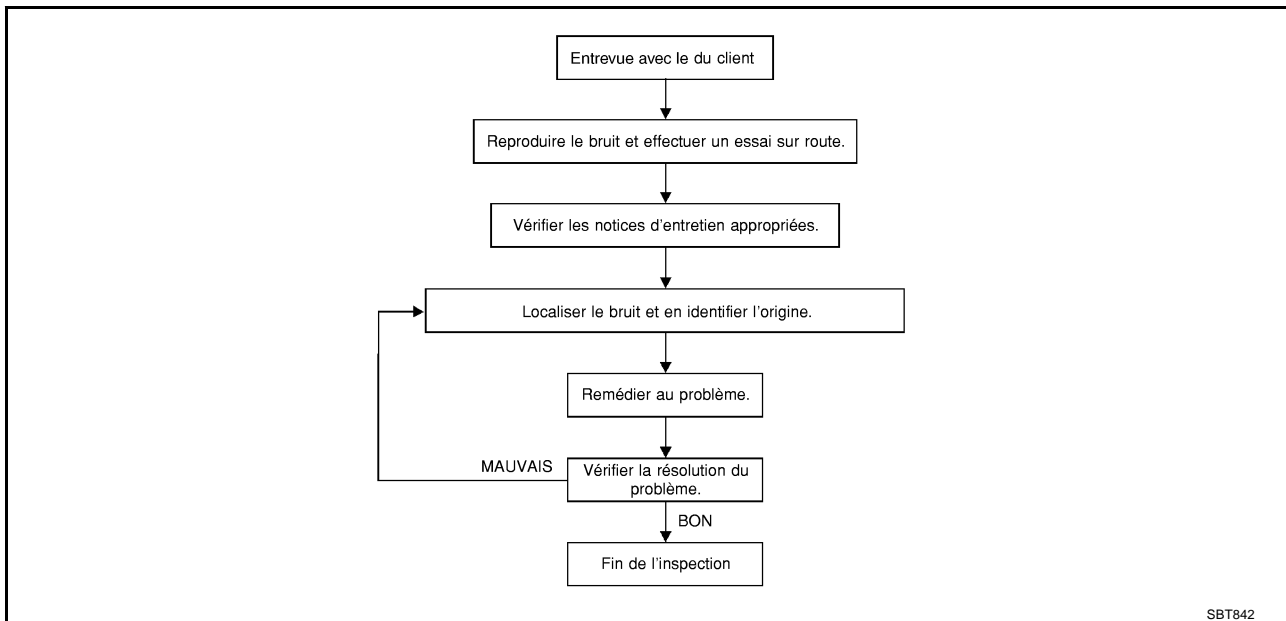 Entrevue avec le du client
Reproduire le bruit et effectuer un essai sur route.
Vérifier les notices d'entretien appropriées.
Localiser le bruit et en identifier l'origine.
Remédier au problème.
MAUVAIS
Vérifier la résolution du
problème.
BON
Fin de l'inspection
SBT842